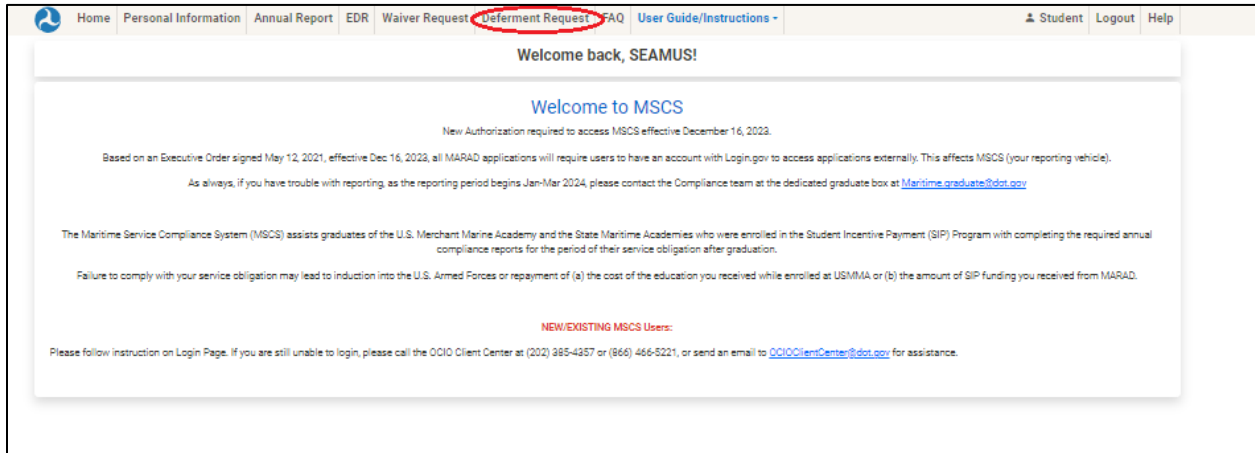 Home Personal Information Annual Report EDR Waiver Request Deferment Request FAQ User Guide/Instructions - Student Logout Help
Welcome back, SEAMUS!
Welcome to MSCS
New Authorization required to access MSCS effective December 16, 2023.
Based on an Executive Order signed May 12, 2021, effective Dec 16, 2023, all MARAD applications will require users to have an account with Login.gov to access applications externally. This affects MSCS (your reporting vehicle).
As always, if you have trouble with reporting, as the reporting period begins Jan-Mar 2024, please contact the Compliance team at the dedicated graduate box at Maritime.graduate@dot.gov
The Maritime Service Compliance System (MSCS) assists graduates of the U.S. Merchant Marine Academy and the State Maritime Academies who were enrolled in the Student Incentive Payment (SIP) Program with completing the required annual
compliance reports for the period of their service obligation after graduation.
Failure to comply with your service obligation may lead to induction into the U.S. Armed Forces or repayment of (a) the cost of the education you received while enrolled at USMMA or (b) the amount of SIP funding you received from MARAD.
NEW/EXISTING MSCS Users:
Please follow instruction on Login Page. If you are still unable to login, please call the OCIO Client Center at (202) 385-4357 or (866) 466-5221, or send an email to OCIOClientCenter@dot.gov for assistance.